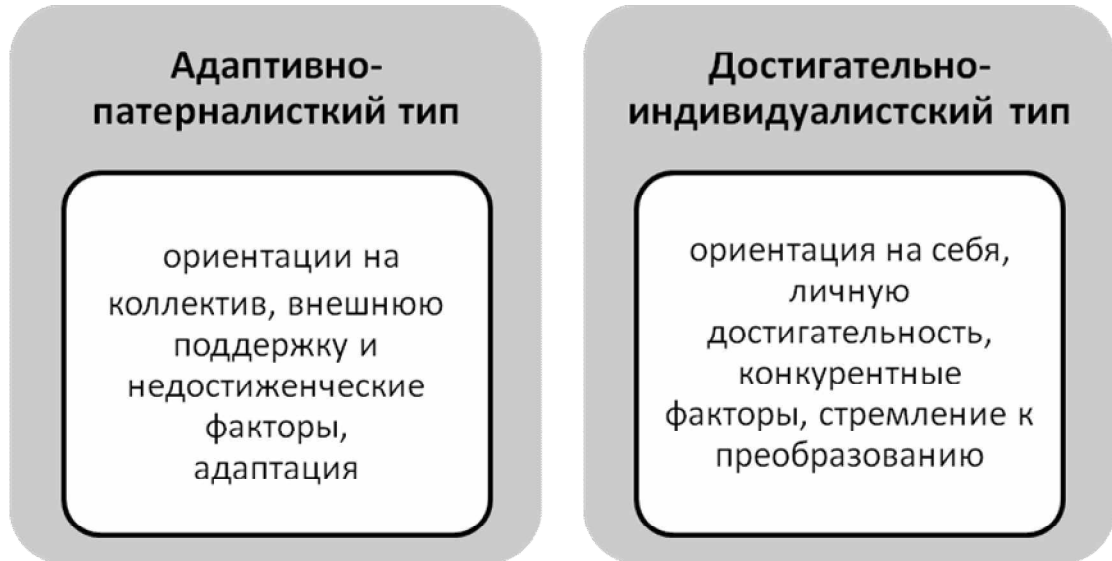 Адаптивно-
патерналисткий тип
ориентации на
коллектив, внешнюю
поддержку и
недостиженческие
факторы,
адаптация
Достигательно-
индивидуалистский тип
ориентация на себя,
личную
достигательность,
конкурентные
факторы, стремление к
преобразованию